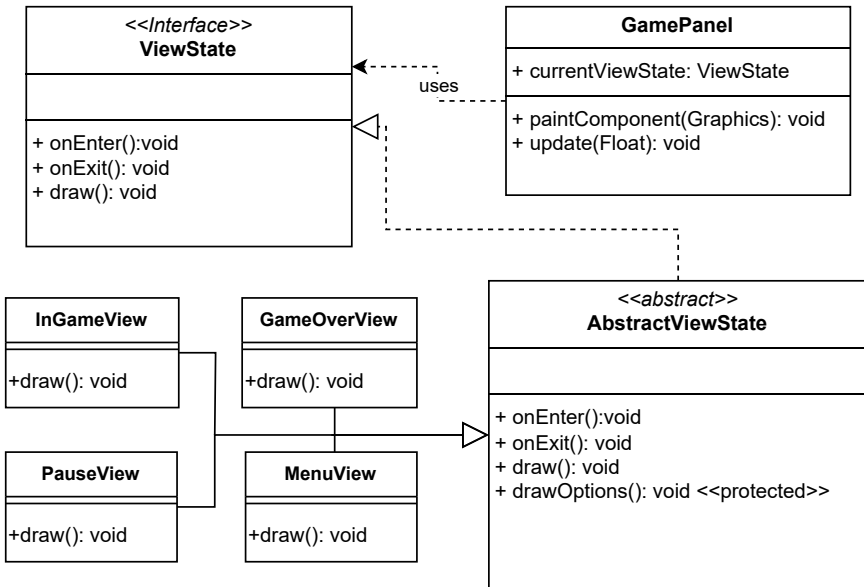 <<Interface>>
ViewState
+ onEnter():void
+ onExit(): void
+ draw(): void
uses
GamePanel
+ currentViewState: ViewState
+ paintComponent(Graphics): void
+ update(Float): void
InGameView
+draw(): void
GameOverView
+draw(): void
PauseView
+draw(): void
MenuView
+draw(): void
<<abstract>>
AbstractViewState
+ onEnter():void
+ onExit(): void
+ draw(): void
+ drawOptions(): void <<protected>>